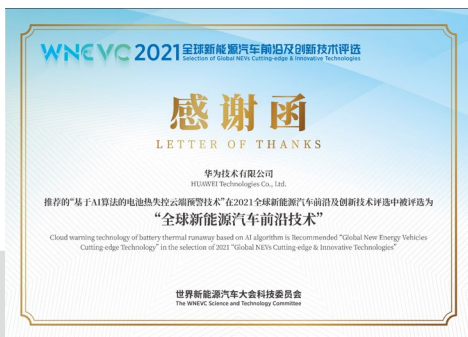 WNEVC 2021 全球新能源汽车前沿及创新技术评选
Selection of Global NEVs Cutting-edge & Innovative Technologies
感谢函
LETTER OF THANKS
华为技术有限公司
HUAWEI Technologies Co., Ltd.
推荐的“基于AI算法的电池热失控云端预警技术”在2021全球新能源汽车前沿及创新技术评选中被评选为
“全球新能源汽车前沿技术”
Cloud warning technology of battery thermal runaway based on AI algorithm is Recommended “Global New Energy Vehicles
Cutting-edge Technology” in the selection of 2021 “Global NEVs Cutting-edge & Innovative Technologies”
世界新能源汽车大会科技委员会
The WNEVC Science and Technology Committee